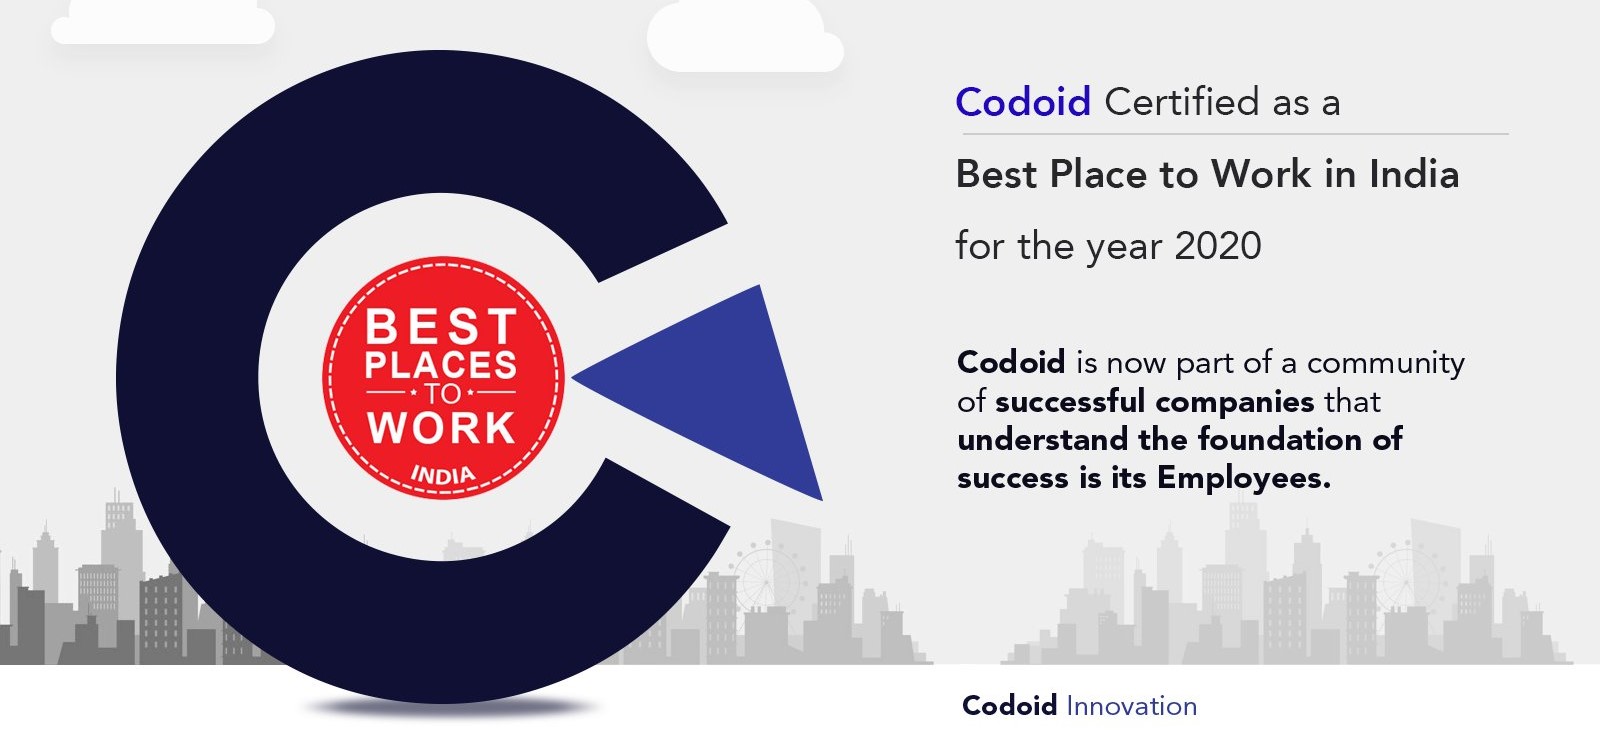 BEST
PLACES
TO
WORK
INDIA
Codoid Certified as a
Best Place to Work in India
for the year 2020
Codoid is now part of a community
of successful companies that
understand the foundation of
success is its Employees.
Codoid Innovation